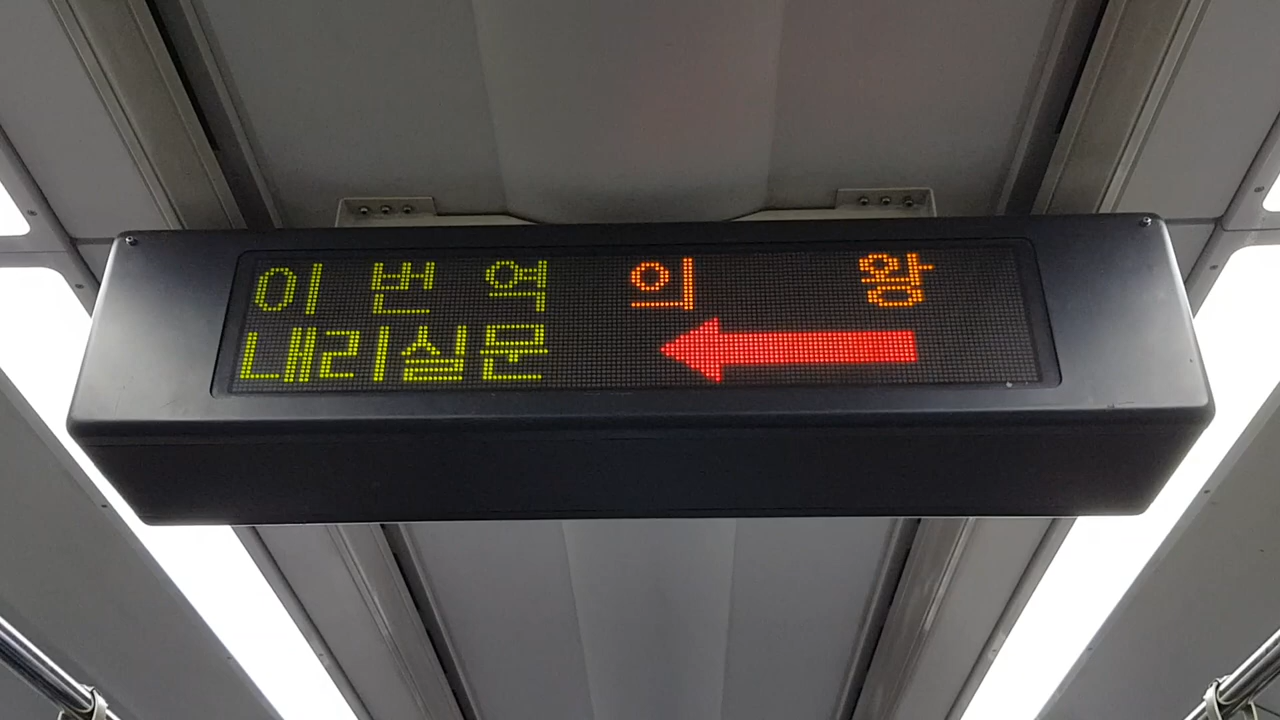 이 번 역 의 왕
내리실문 ←